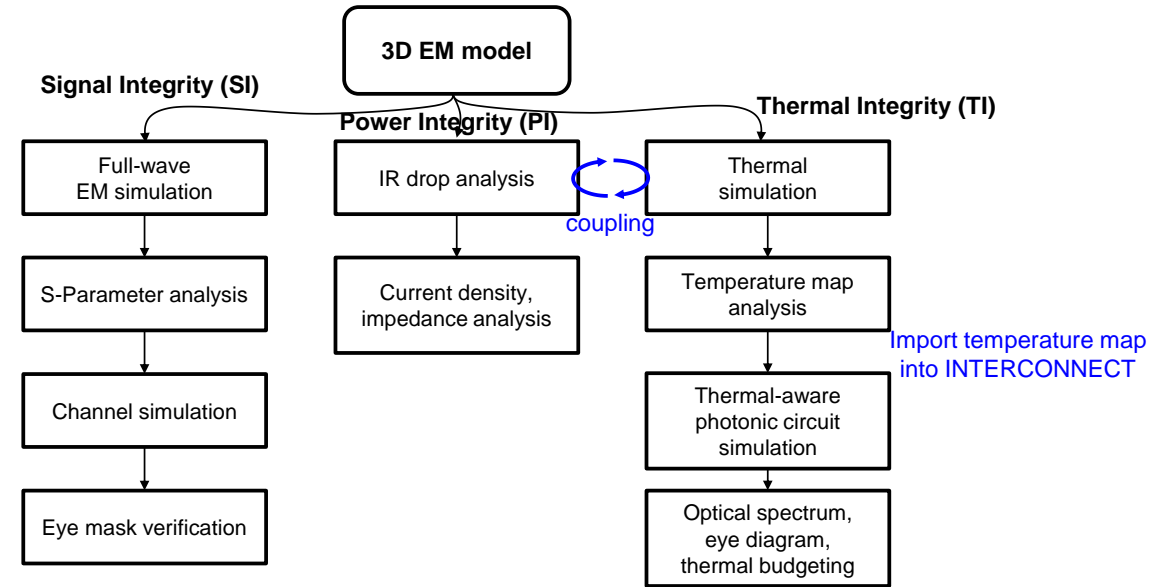 3D EM model
Signal Integrity (SI)
Power Integrity (PI)
Thermal Integrity (TI)
Full-wave
EM simulation
S-Parameter analysis
Channel simulation
Eye mask verification
IR drop analysis
coupling
Current density,
impedance analysis
Thermal
simulation
Temperature map
analysis
Import temperature map
into INTERCONNECT
Thermal-aware
photonic circuit
simulation
Optical spectrum,
eye diagram,
thermal budgeting